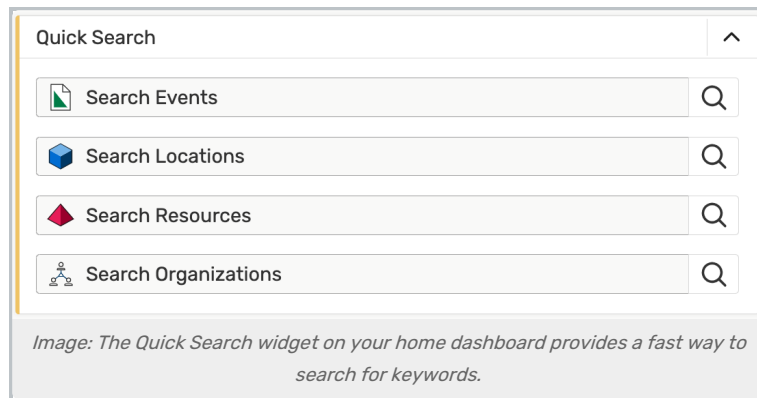 Quick Search
Search Events
Search Locations
Search Resources
Search Organizations
Image: The Quick Search widget on your home dashboard provides a fast way to
search for keywords.